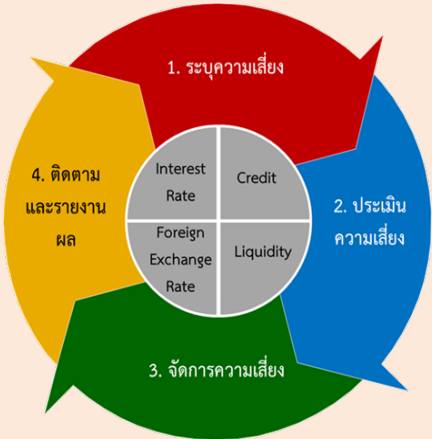 1. ระบุความเสี่ยง
2. ประเมิน
ความเสี่ยง
3. จัดการความเสี่ยง
4. ติดตาม
และรายงาน
ผล
Interest
Rate
Credit
Foreign
Exchange
Rate
Liquidity